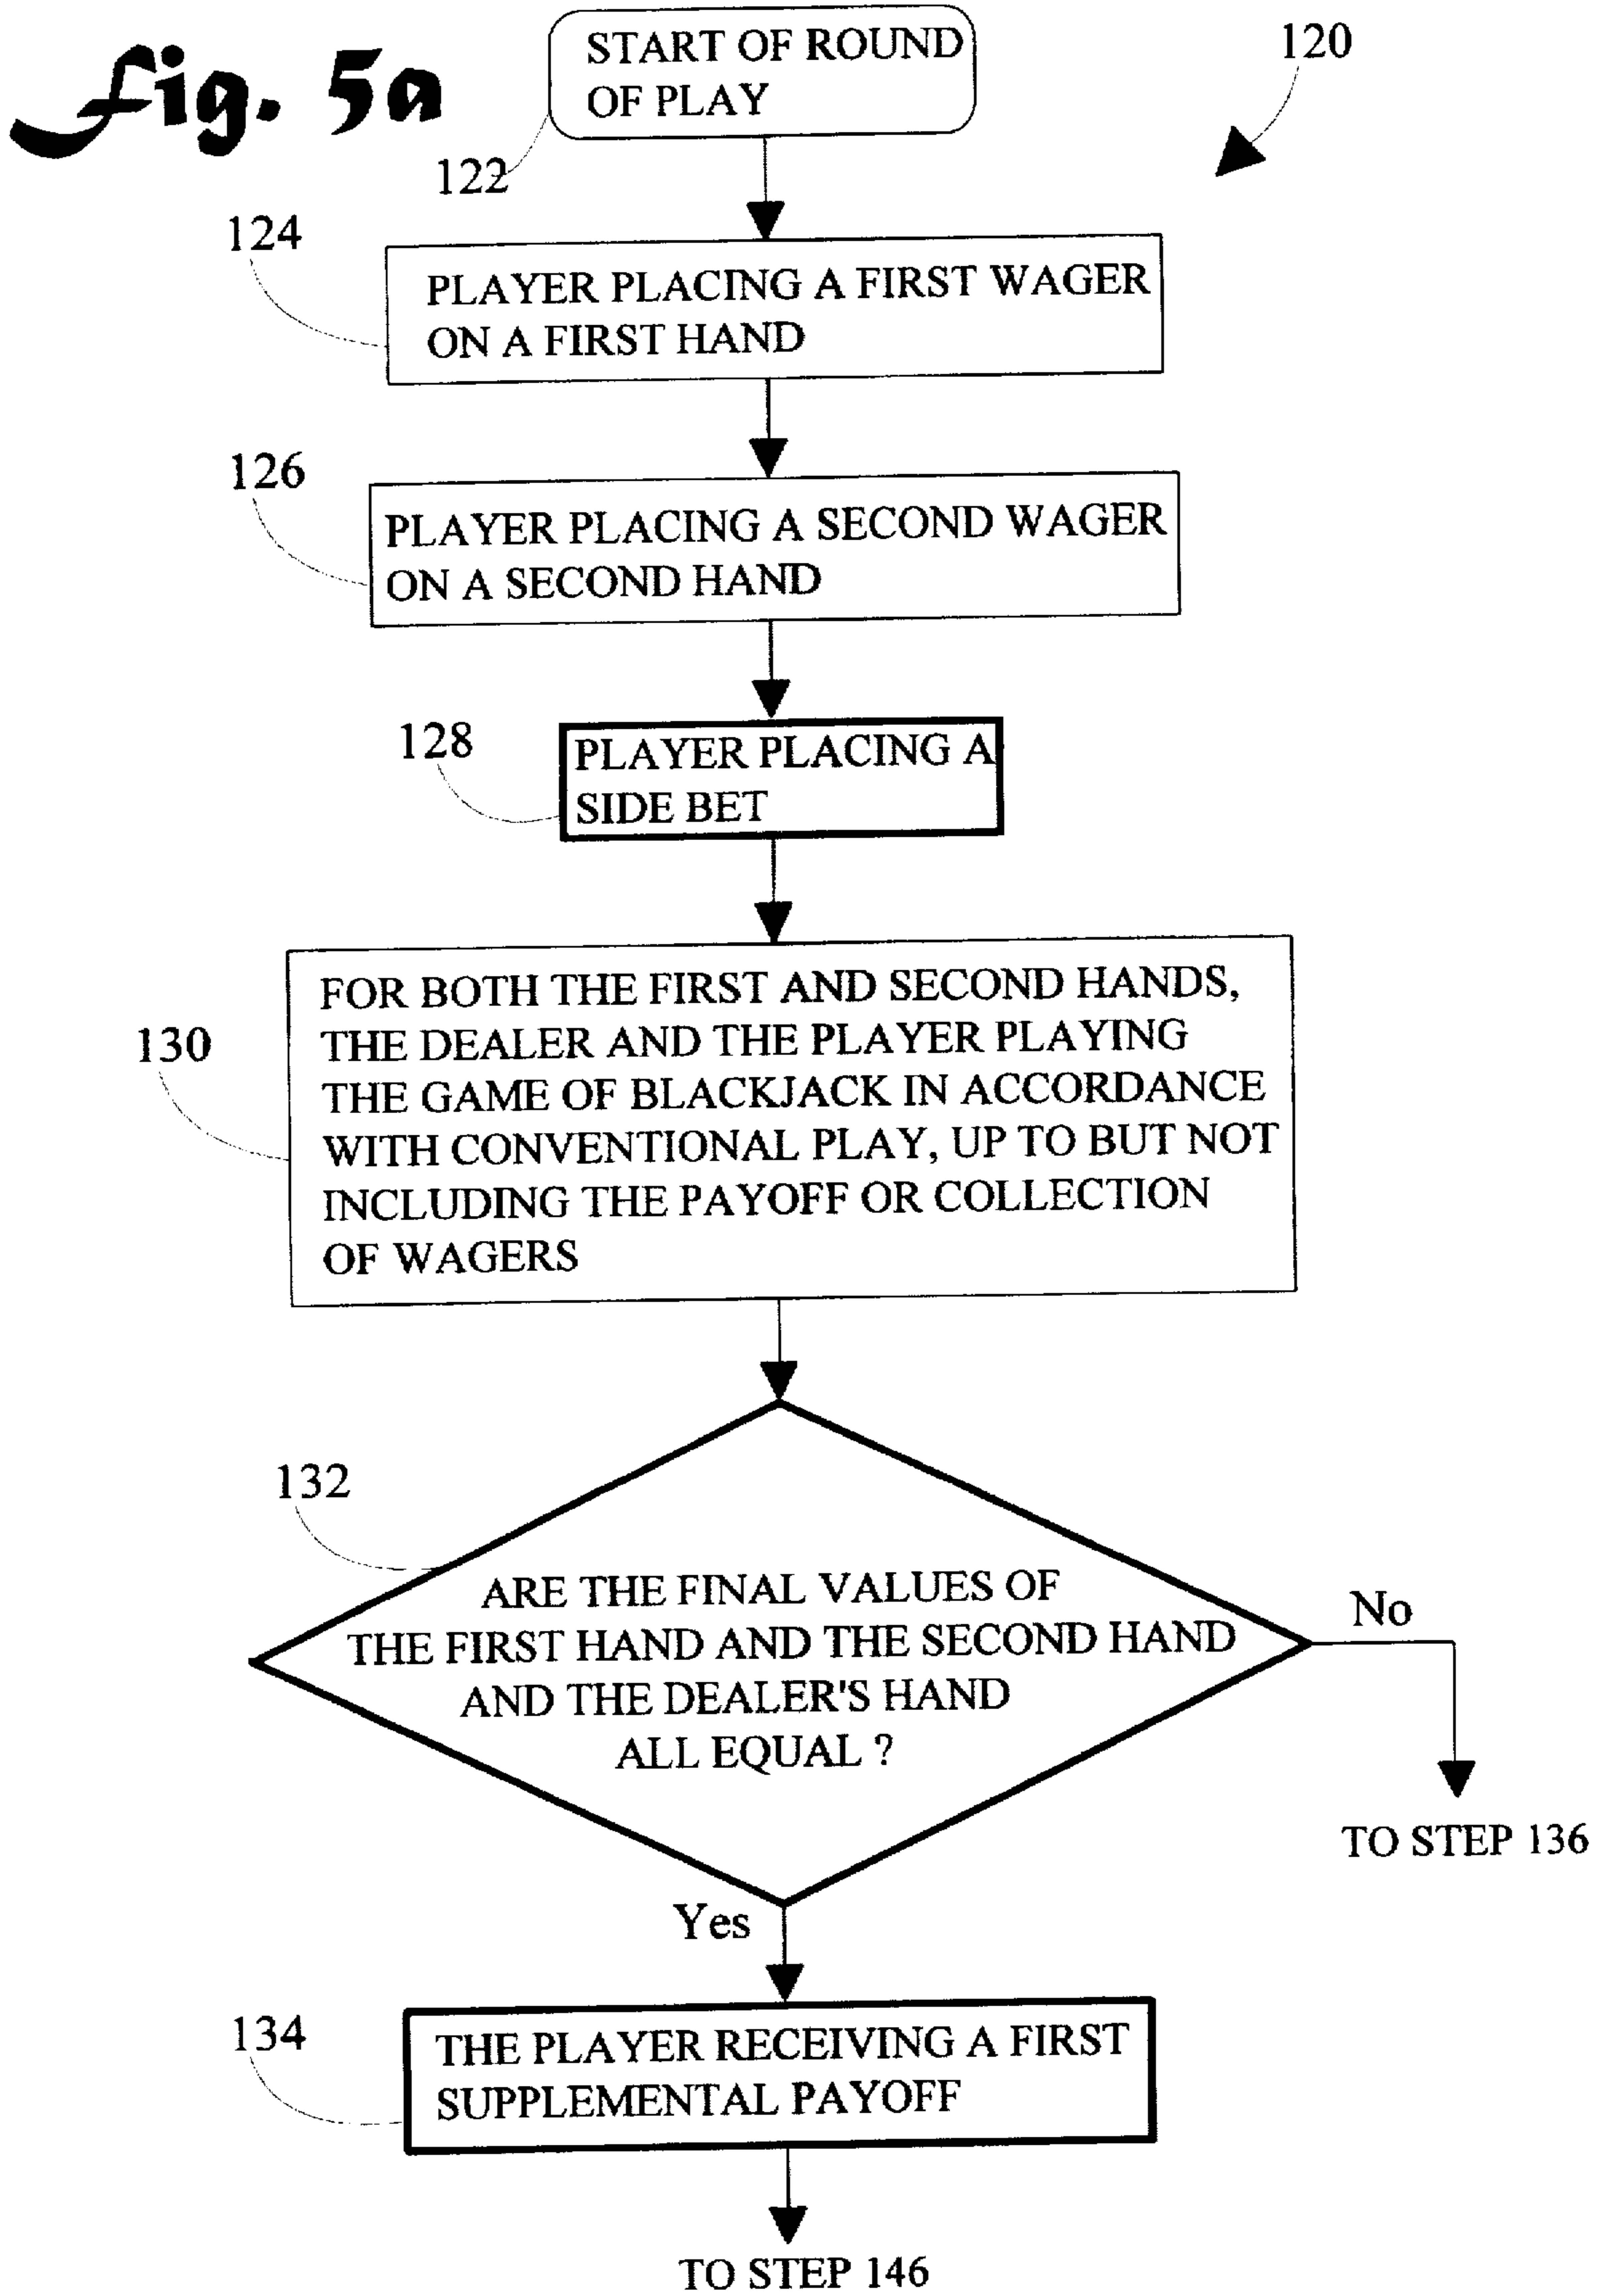 Fig. 5a
START OF ROUND
OF PLAY
120
122
124
PLAYER PLACING A FIRST WAGER
ON A FIRST HAND
126
PLAYER PLACING A SECOND WAGER
ON A SECOND HAND
128
PLAYER PLACING A
SIDE BET
130
FOR BOTH THE FIRST AND SECOND HANDS,
THE DEALER AND THE PLAYER PLAYING
THE GAME OF BLACKJACK IN ACCORDANCE
WITH CONVENTIONAL PLAY, UP TO BUT NOT
INCLUDING THE PAYOFF OR COLLECTION
OF WAGERS
132
ARE THE FINAL VALUES OF
THE FIRST HAND AND THE SECOND HAND
AND THE DEALER'S HAND
ALL EQUAL ?
No
TO STEP 136
Yes
134
THE PLAYER RECEIVING A FIRST
SUPPLEMENTAL PAYOFF
TO STEP 146